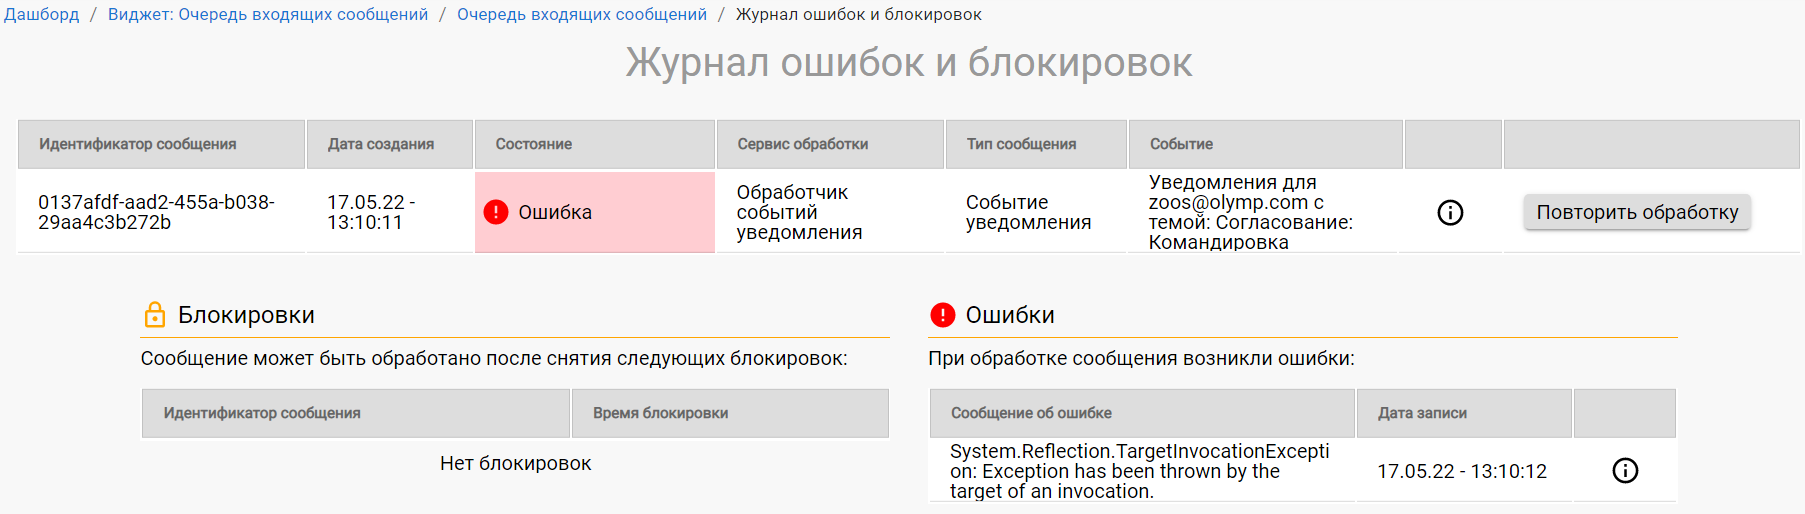 Дашборд / Виджет: Очередь входящих сообщений / Очередь входящих сообщений / Журнал ошибок и блокировок
Журнал ошибок и блокировок
Идентификатор сообщения Дата создания Состояние Сервис обработки Тип сообщения Событие
0137afdf-aad2-455a-b038-
29aa4c3b272b
17.05.22 -
13:10:11
Ошибка
Обработчик
событий
уведомления
Событие
уведомления
Уведомления для
zoos@olymp.com с
темой: Согласование:
Командировка
Повторить обработку
Блокировки
Сообщение может быть обработано после снятия следующих блокировок:
Идентификатор сообщения Время блокировки
Нет блокировок
Ошибки
При обработке сообщения возникли ошибки:
Сообщение об ошибке Дата записи
System.Reflection.TargetInvocationExcepti
on: Exception has been thrown by the
target of an invocation.
17.05.22 - 13:10:12